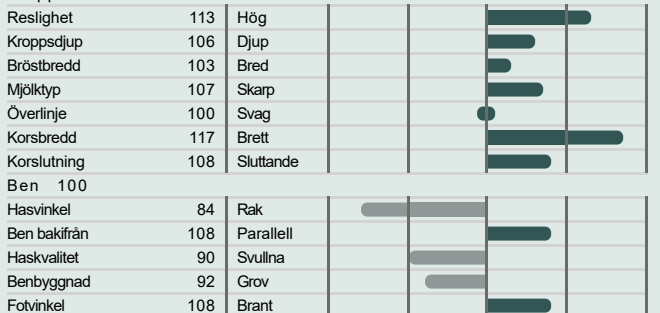 Reslighet 113 Hög
Kroppsdjup 106 Djup
Bröstbredd 103 Bred
Mjölktyp 107 Skarp
Överlinje 100 Svag
Korsbredd 117 Brett
Korslutning 108 Sluttande
Ben 100
Hasvinkel 84 Rak
Ben bakifrån 108 Parallell
Haskvalitet 90 Svullna
Benbyggnad 92 Grov
Fotvinkel 108 Brant